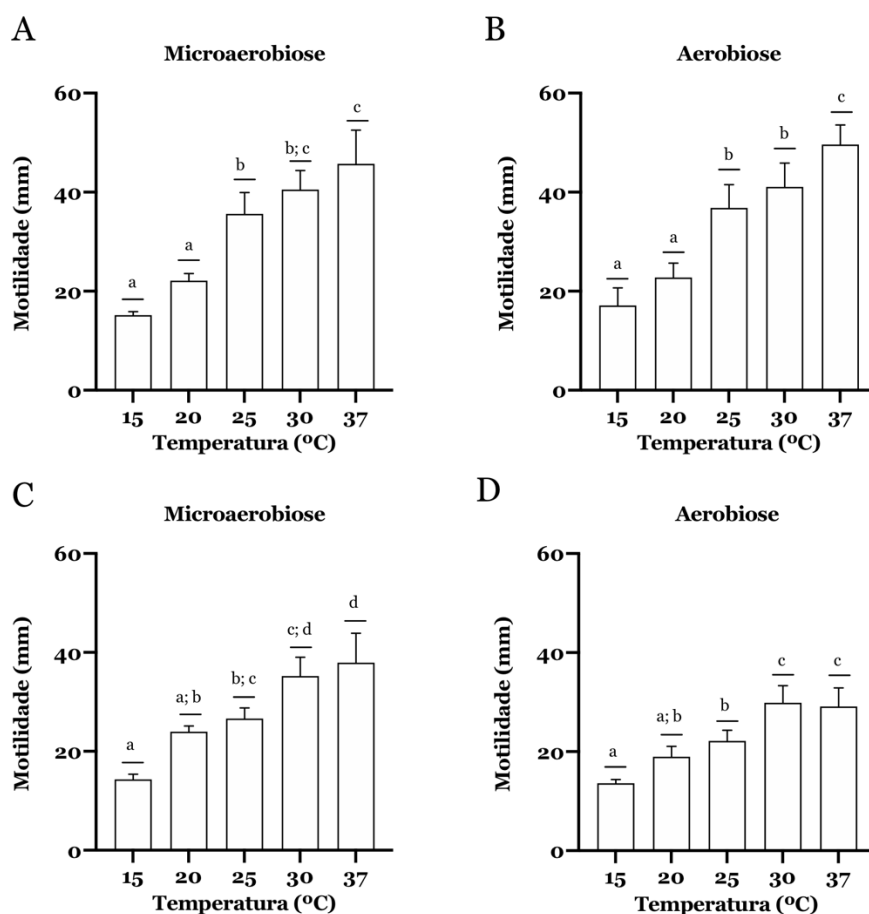 A
Microaerobiose
Motilidade (mm)
60
40
20
0
a
a
b
b; c
c
15 20 25 30 37
Temperatura (ºC)
B
Aerobiose
Motilidade (mm)
60
40
20
0
a
a
b
b
c
15 20 25 30 37
Temperatura (ºC)
C
Microaerobiose
Motilidade (mm)
60
40
20
0
a
a; b
b; c
c; d
d
15 20 25 30 37
Temperatura (ºC)
D
Aerobiose
Motilidade (mm)
60
40
20
0
a
a; b
b
c
c
15 20 25 30 37
Temperatura (ºC)